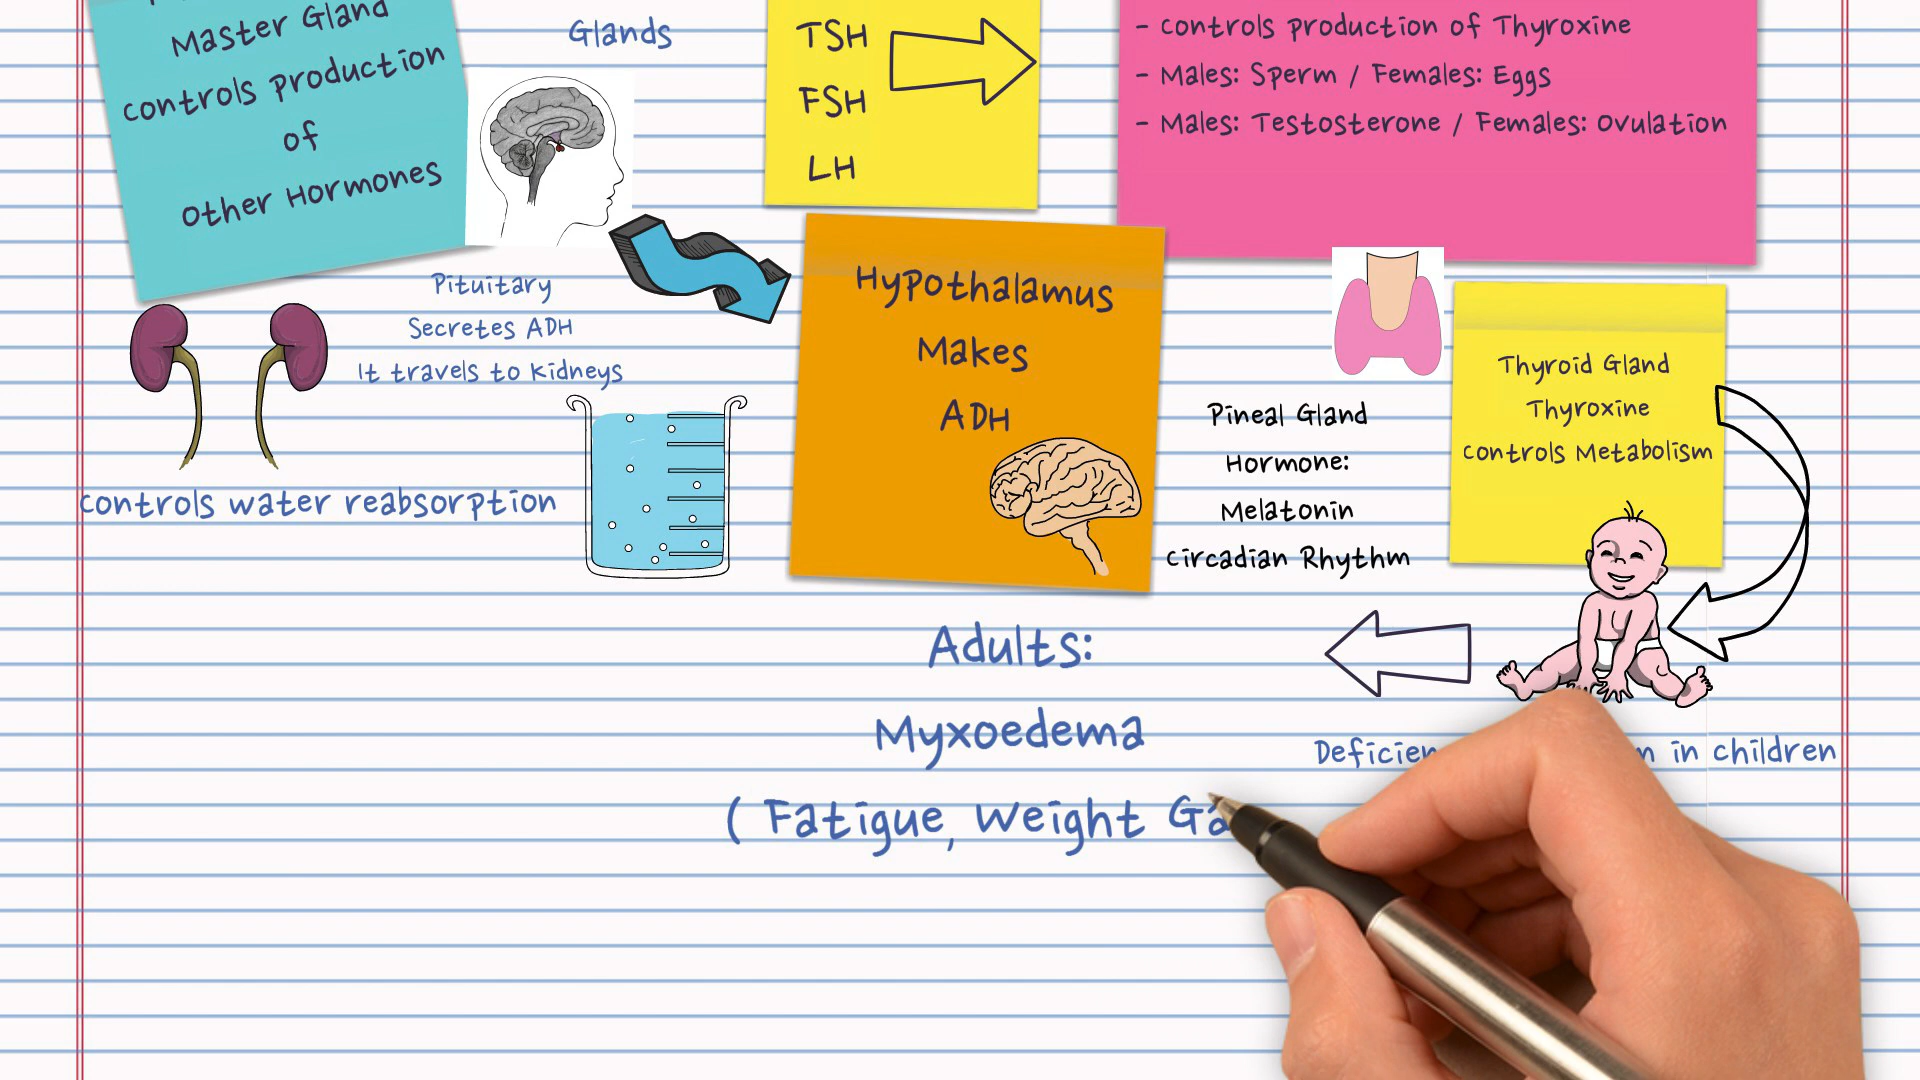 Master Gland
controls production
of
Other Hormones
Glands
TSH
FSH
LH
- controls production of Thyroxine
- Males: Sperm / Females: Eggs
- Males: Testosterone / Females: Ovulation
Pituitary
Secretes ADH
It travels to Kidneys
controls water reabsorption
Hypothalamus
Makes
ADH
Pineal Gland
Hormone:
Melatonin
Circadian Rhythm
Thyroid Gland
Thyroxine
controls Metabolism
in children
Adults:
Myxoedema
( Fatigue, Weight